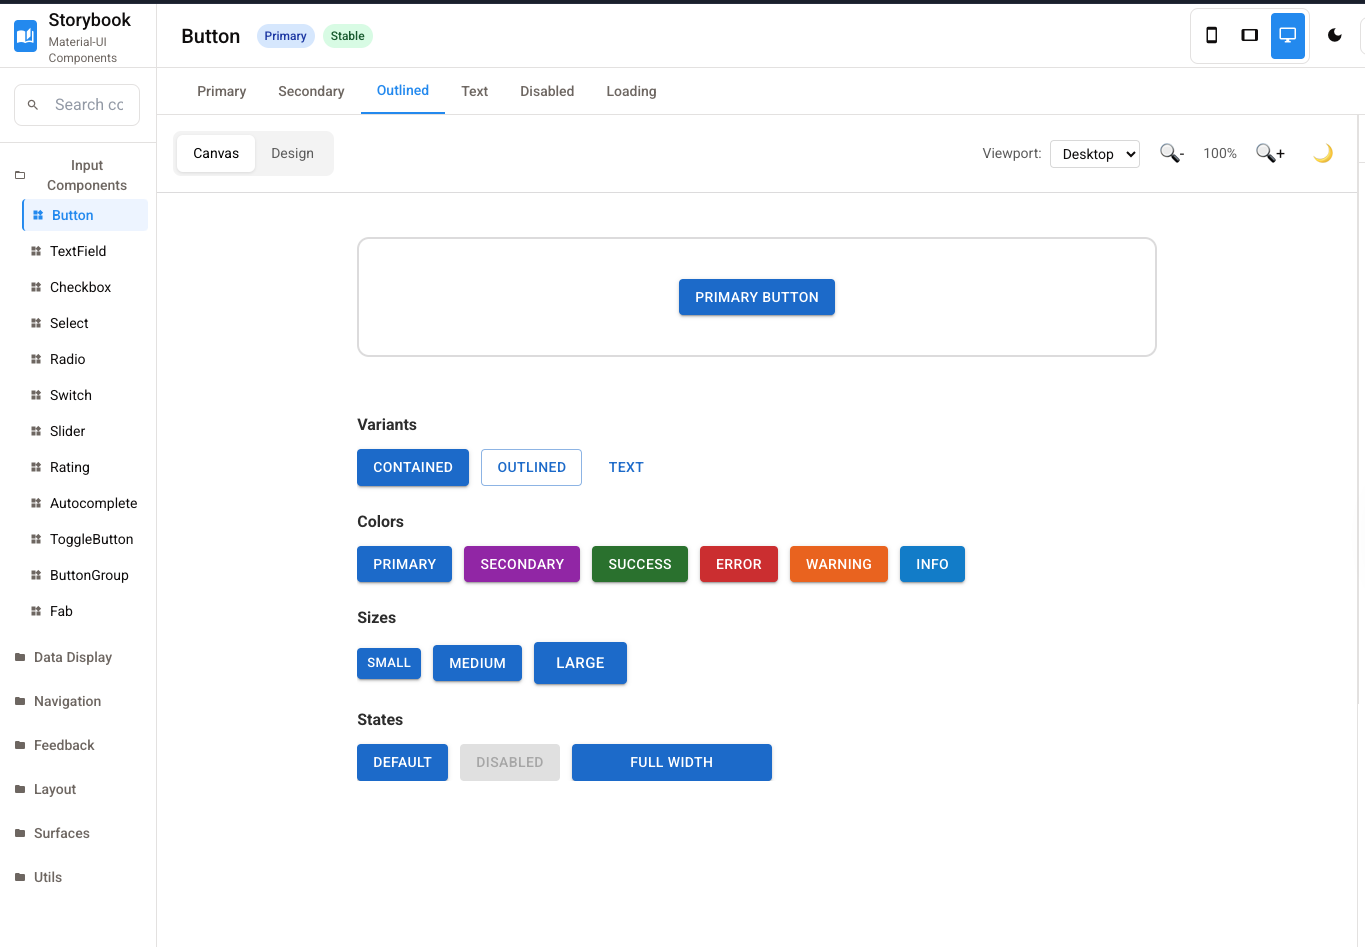 Storybook
Material-UI
Components
Button
Primary
Stable
Search cc
Primary
Secondary
Outlined
Text
Disabled
Loading
Canvas
Design
Viewport:
Desktop
-
100%
+
Input
Components
Button
TextField
Checkbox
Select
Radio
Switch
Slider
Rating
Autocomplete
ToggleButton
ButtonGroup
Fab
Data Display
Navigation
Feedback
Layout
Surfaces
Utils
PRIMARY BUTTON
Variants
CONTAINED
OUTLINED
TEXT
Colors
PRIMARY
SECONDARY
SUCCESS
ERROR
WARNING
INFO
Sizes
SMALL
MEDIUM
LARGE
States
DEFAULT
DISABLED
FULL WIDTH